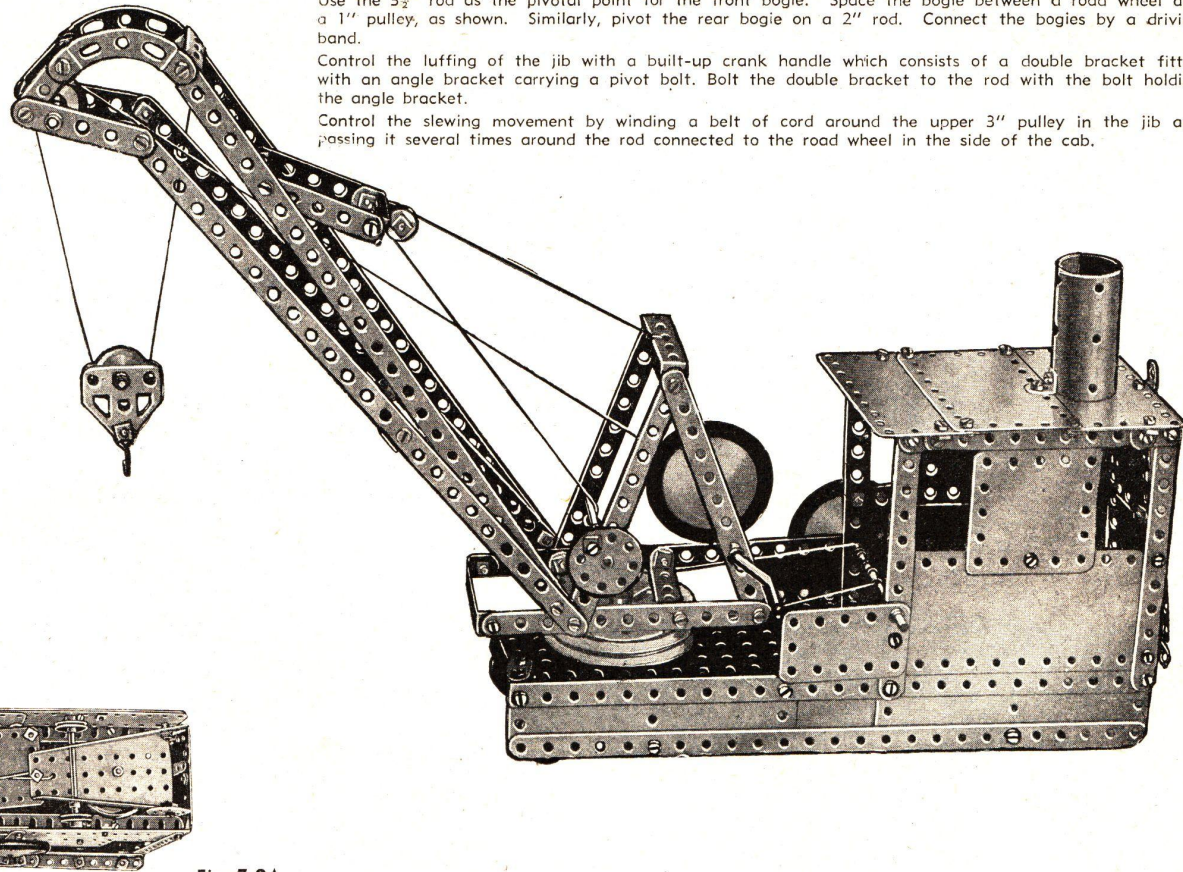 Use the 3½" rod as the pivotal point for the front bogie. Space the bogie between a road wheel a
a 1" pulley, as shown. Similarly, pivot the rear bogie on a 2" rod. Connect the bogies by a drivi
band.
Control the luffing of the jib with a built-up crank handle which consists of a double bracket fitt
with an angle bracket carrying a pivot bolt. Bolt the double bracket to the rod with the bolt holdi
the angle bracket.
Control the slewing movement by winding a belt of cord around the upper 3" pulley in the jib a
passing it several times around the rod connected to the road wheel in the side of the cab.